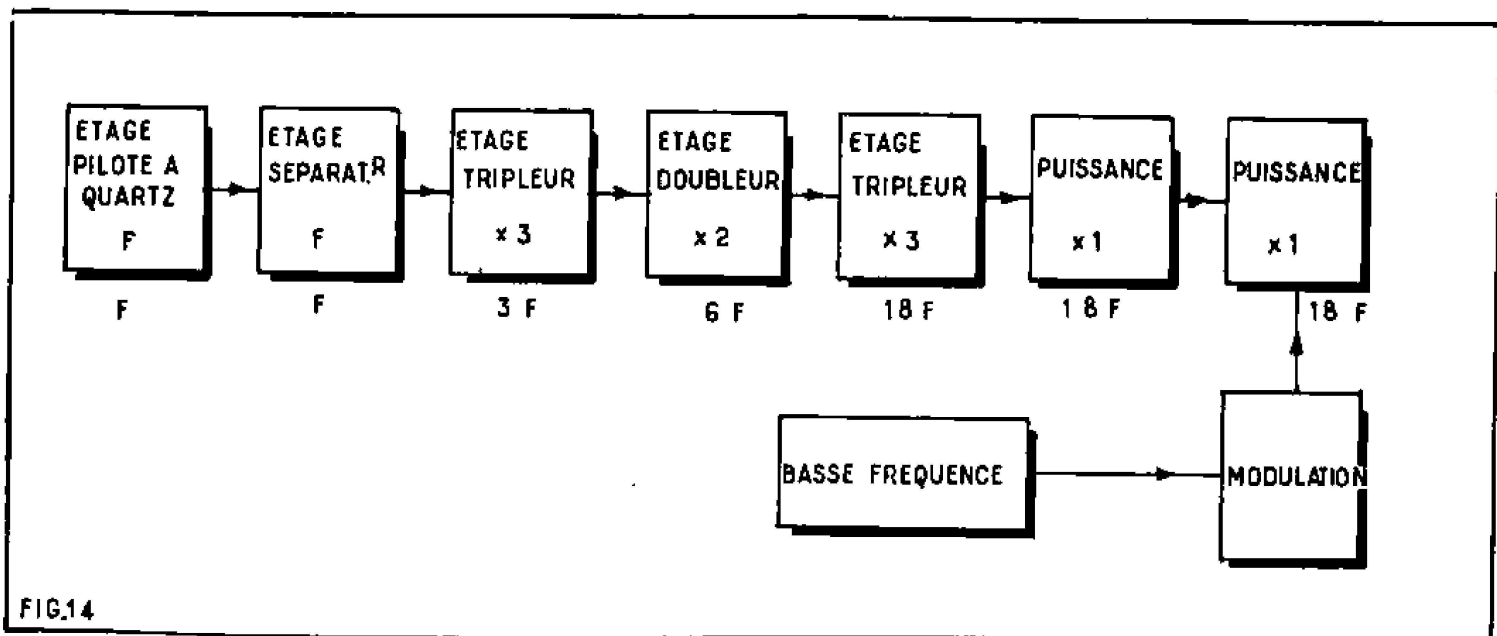 ETAGE
PILOTE A
QUARTZ
F
F
ETAGE
SEPARAT.R
F
F
ETAGE
TRIPLEUR
x 3
3 F
ETAGE
DOUBLEUR
x 2
6 F
ETAGE
TRIPLEUR
x 3
18 F
PUISSANCE
x 1
18 F
PUISSANCE
x 1
18 F
BASSE FRÉQUENCE
MODULATION
FIG.14